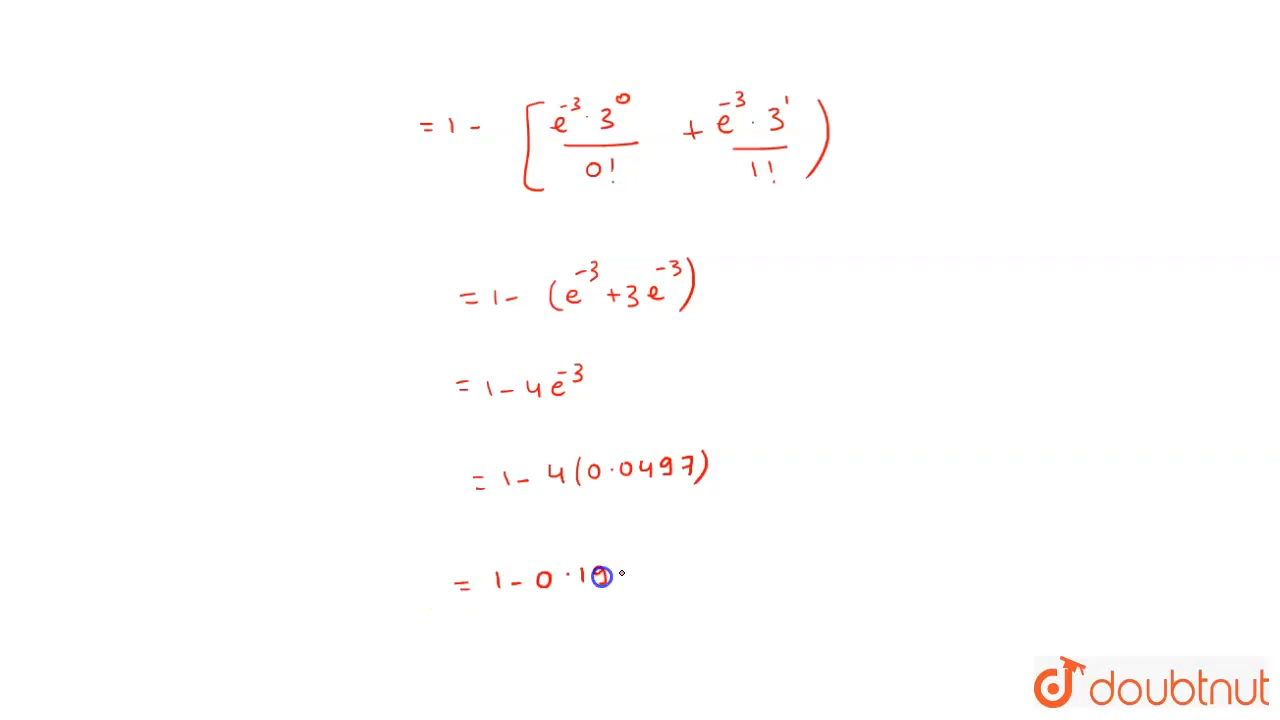 = 1 - [ e^-3 · 3^0 / 0! + e^-3 · 3^1 / 1! )
= 1 - (e^-3 + 3e^-3)
= 1 - 4e^-3
= 1 - 4(0.0497)
= 1 - 0.19
doubtnut